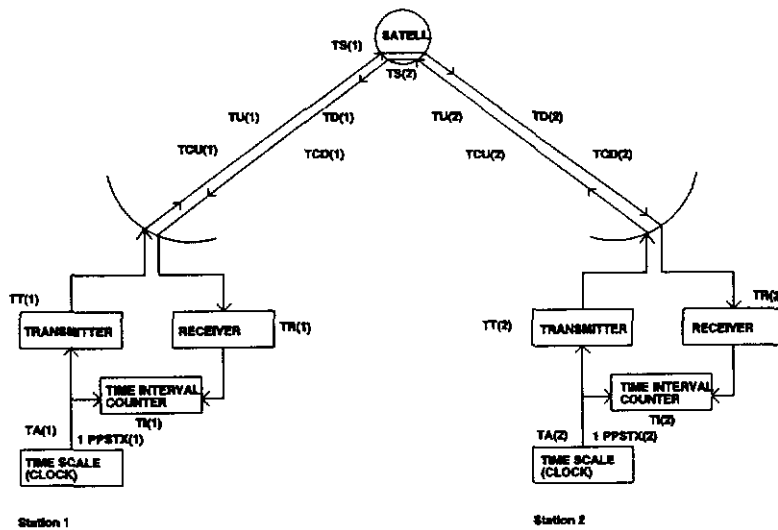 SATELL.
TS(1)
TS(2)
TU(1)
TD(1)
TU(2)
TD(2)
TCU(1)
TCD(1)
TCU(2)
TCD(2)
TT(1)
TRANSMITTER
RECEIVER
TR(1)
TT(2)
TRANSMITTER
RECEIVER
TR(2)
TIME INTERVAL
COUNTER
TI(1)
TIME INTERVAL
COUNTER
TI(2)
TA(1)
1 PPSTX(1)
TA(2)
1 PPSTX(2)
TIME SCALE
(CLOCK)
TIME SCALE
(CLOCK)
Station 1
Station 2